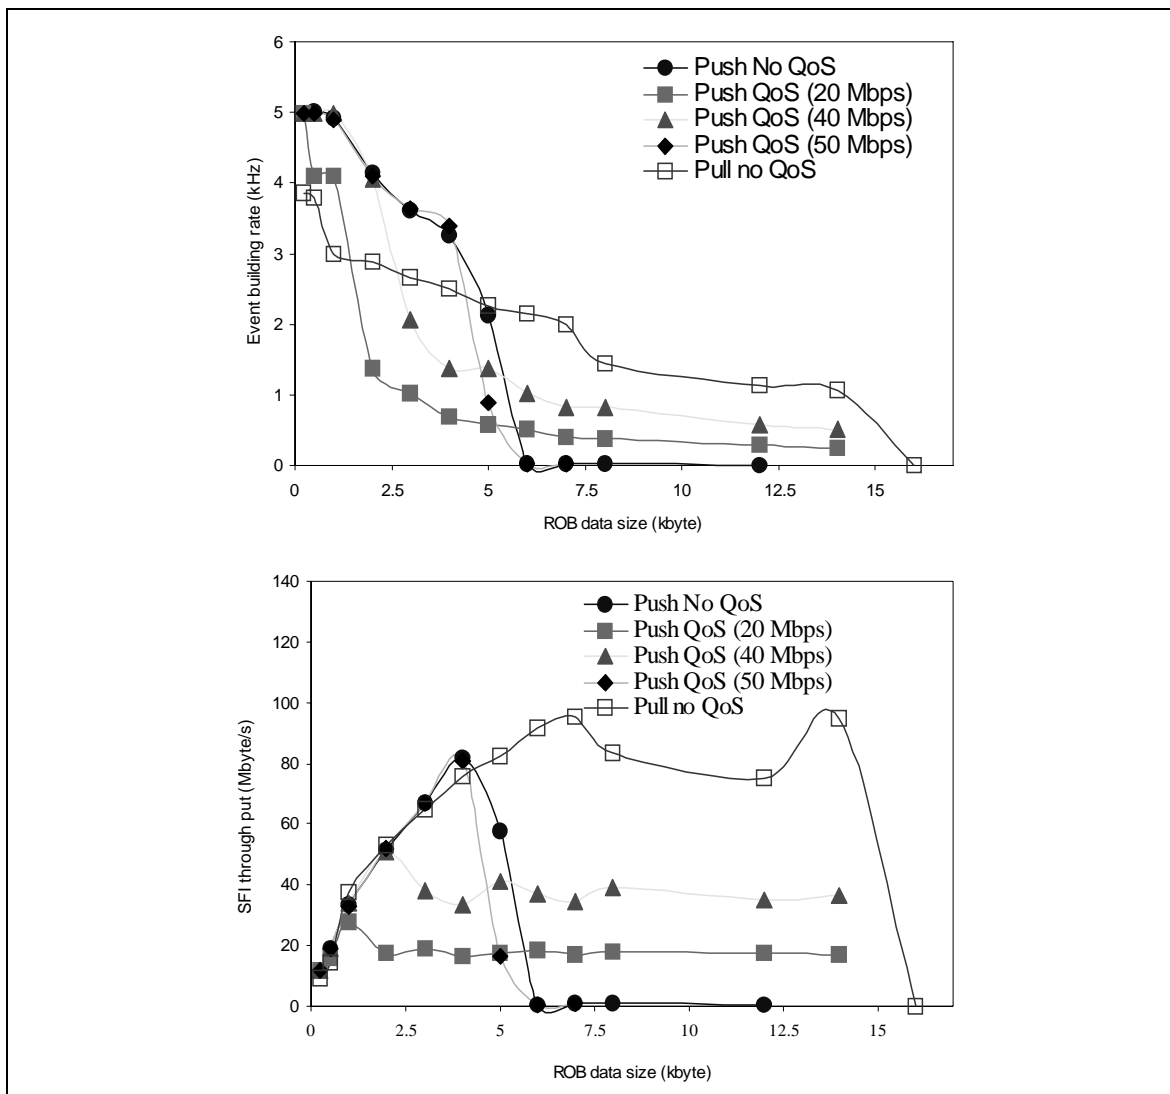 6
5
4
3
2
1
0
Event building rate (kHz)
Push No QoS
Push QoS (20 Mbps)
Push QoS (40 Mbps)
Push QoS (50 Mbps)
Pull no QoS
0 2.5 5 7.5 10 12.5 15
ROB data size (kbyte)
140
120
100
80
60
40
20
0
SFI through put (Mbyte/s)
Push No QoS
Push QoS (20 Mbps)
Push QoS (40 Mbps)
Push QoS (50 Mbps)
Pull no QoS
0 2.5 5 7.5 10 12.5 15
ROB data size (kbyte)